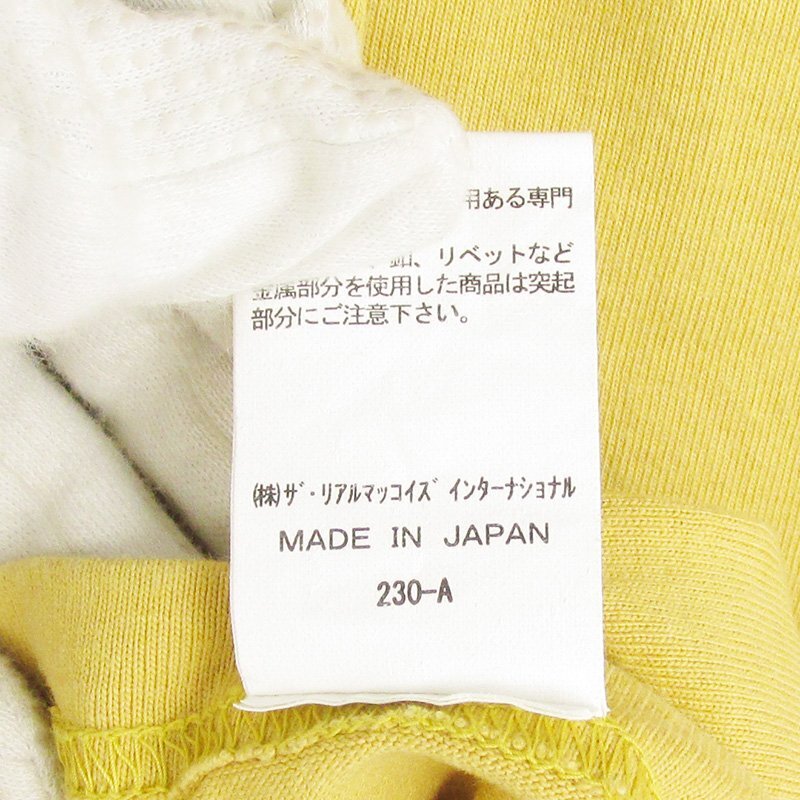 用ある専門
釦、リベットなど
金属部分を使用した商品は突起
部分にご注意下さい。
㈱ザ・リアルマッコイズ インターナショナル
MADE IN JAPAN
230-A